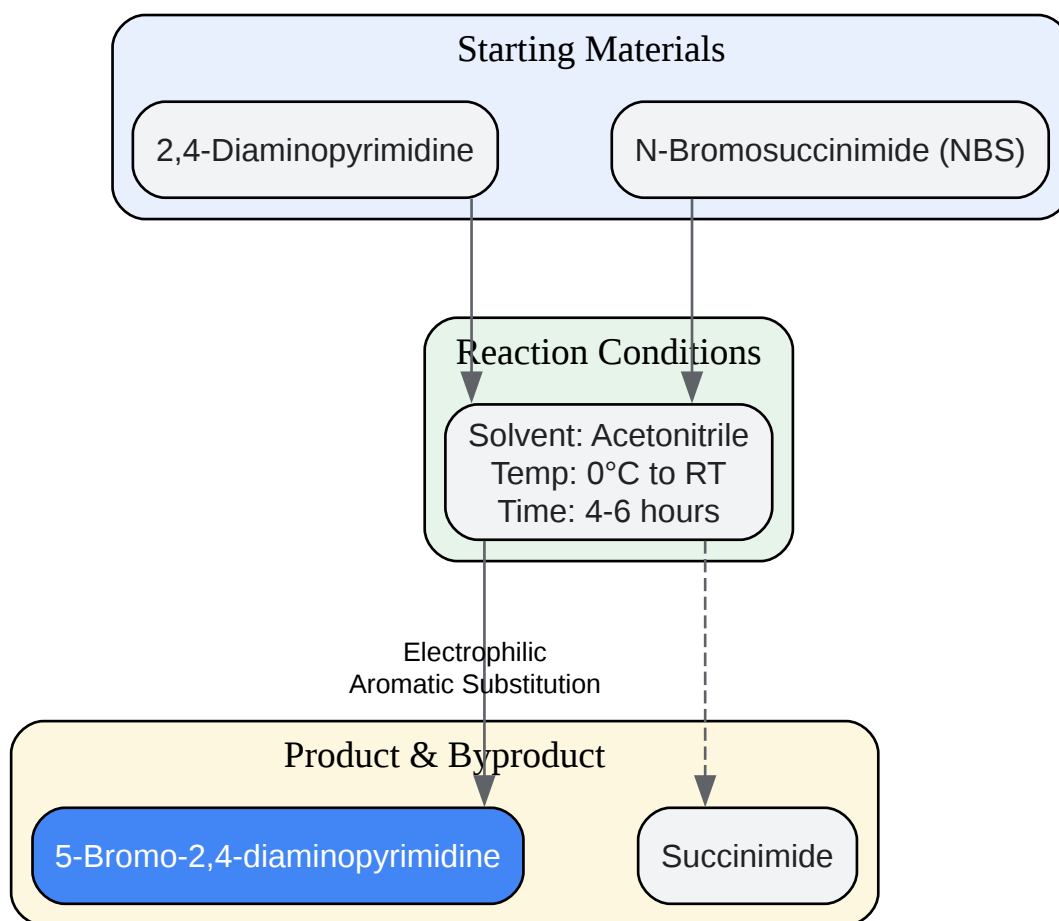 Starting Materials
2,4-Diaminopyrimidine
N-Bromosuccinimide (NBS)
Reaction Conditions
Solvent: Acetonitrile
Temp: 0°C to RT
Time: 4-6 hours
Electrophilic
Aromatic Substitution
Product & Byproduct
5-Bromo-2,4-diaminopyrimidine
Succinimide